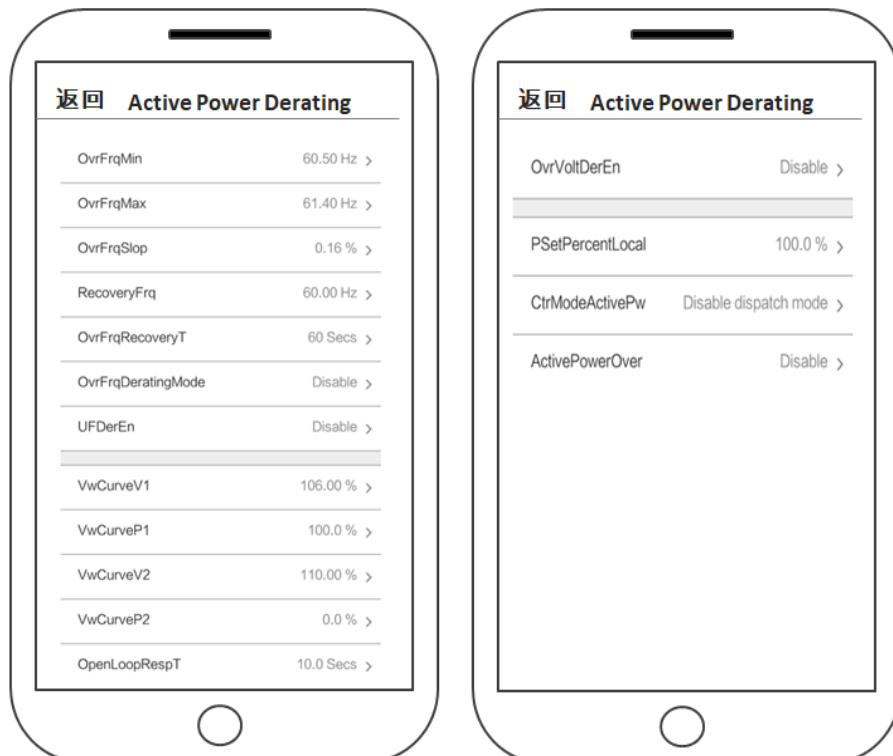 返回 Active Power Derating
OvrFrqMin 60.50 Hz >
OvrFrqMax 61.40 Hz >
OvrFrqSlop 0.16 % >
RecoveryFrq 60.00 Hz >
OvrFrqRecoveryT 60 Secs >
OvrFrqDeratingMode Disable >
UFDerEn Disable >
VwCurveV1 106.00 % >
VwCurveP1 100.0 % >
VwCurveV2 110.00 % >
VwCurveP2 0.0 % >
OpenLoopRespT 10.0 Secs >
返回 Active Power Derating
OvrVoltDerEn Disable >
PSetPercentLocal 100.0 % >
CtrModeActivePw Disable dispatch mode >
ActivePowerOver Disable >